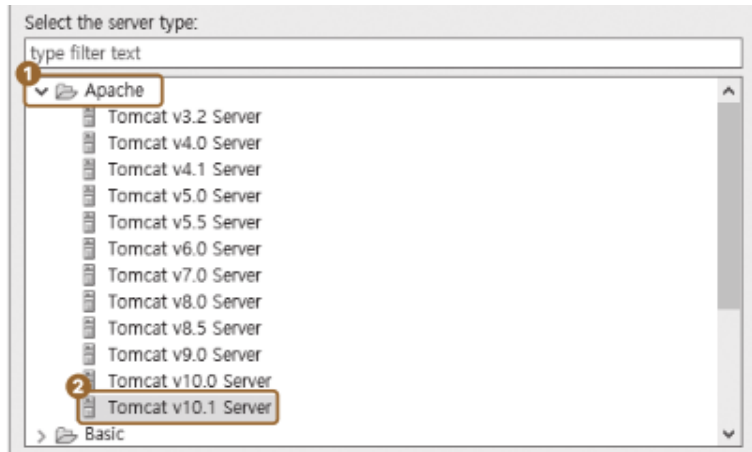 Select the server type:
type filter text
1
Apache
Tomcat v3.2 Server
Tomcat v4.0 Server
Tomcat v4.1 Server
Tomcat v5.0 Server
Tomcat v5.5 Server
Tomcat v6.0 Server
Tomcat v7.0 Server
Tomcat v8.0 Server
Tomcat v8.5 Server
Tomcat v9.0 Server
Tomcat v10.0 Server
2
Tomcat v10.1 Server
Basic